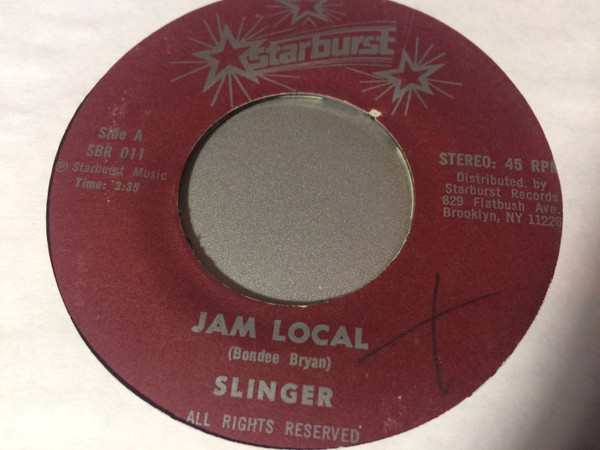 Starburst
Side A
SBR 011
℗ Starburst Music
Time: 3:35
STEREO: 45 RPM
Distributed by
Starburst Records
829 Flatbush Ave.
Brooklyn, NY 11226
JAM LOCAL
(Bondee Bryan)
SLINGER
ALL RIGHTS RESERVED